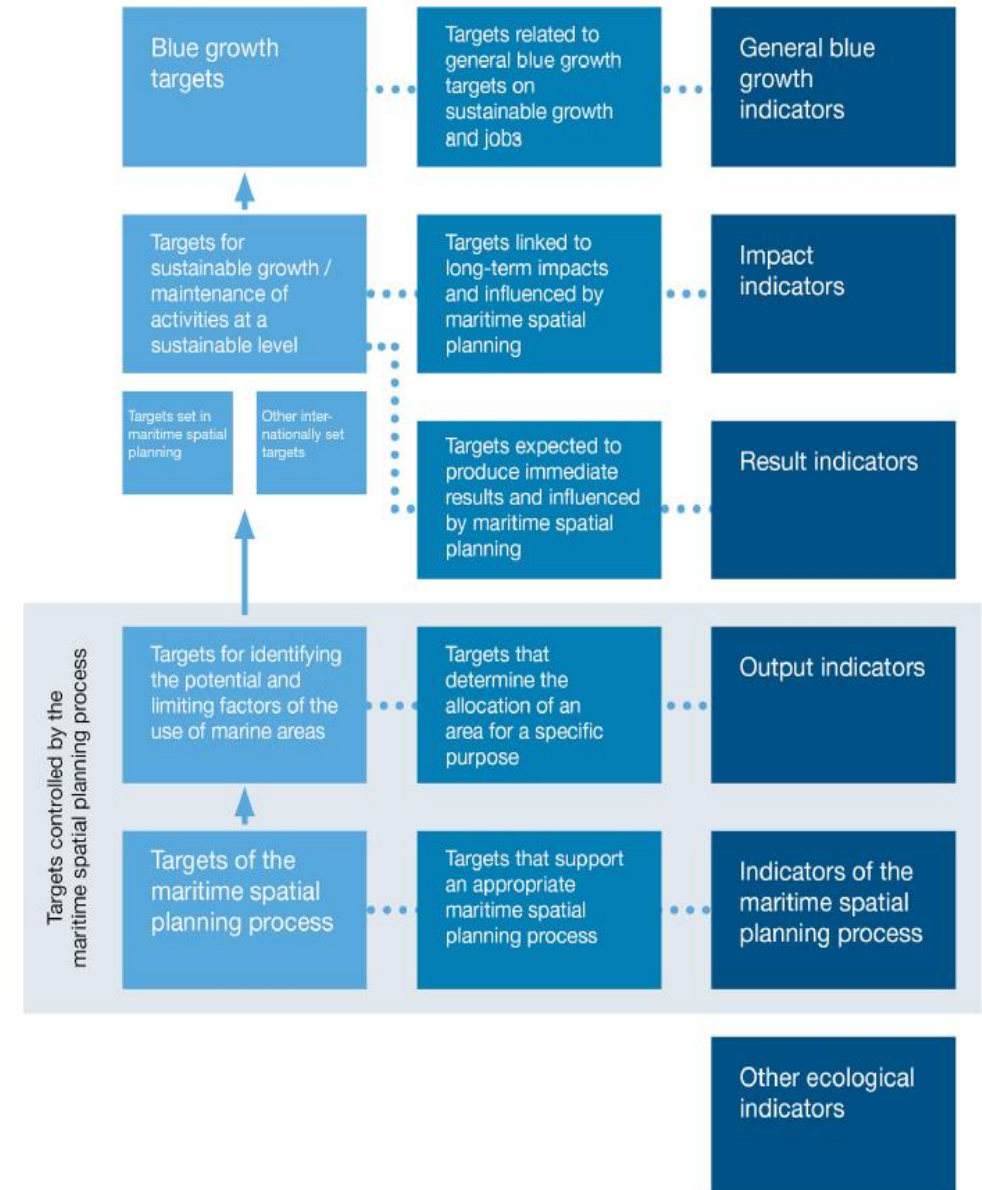 Blue growth
targets
Targets related to
general blue growth
targets on
sustainable growth
and jobs
General blue
growth
indicators
Targets for
sustainable growth /
maintenance of
activities at a
sustainable level
Targets linked to
long-term impacts
and influenced by
maritime spatial
planning
Impact
indicators
Targets set in
maritime spatial
planning
Other inter-
nationally set
targets
Targets expected to
produce immediate
results and influenced
by maritime spatial
planning
Result indicators
Targets controlled by the
maritime spatial planning process
Targets for identifying
the potential and
limiting factors of the
use of marine areas
Targets that
determine the
allocation of an
area for a specific
purpose
Output indicators
Targets of the
maritime spatial
planning process
Targets that support
an appropriate
maritime spatial
planning process
Indicators of the
maritime spatial
planning process
Other ecological
indicators